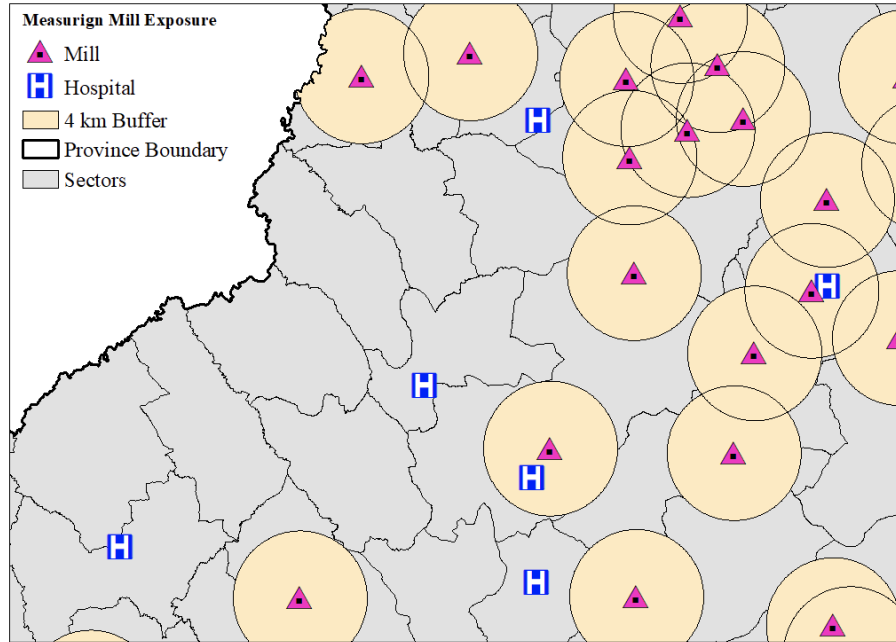 Measurign Mill Exposure
Mill
H Hospital
4 km Buffer
Province Boundary
Sectors
H
H
H
H
H
H